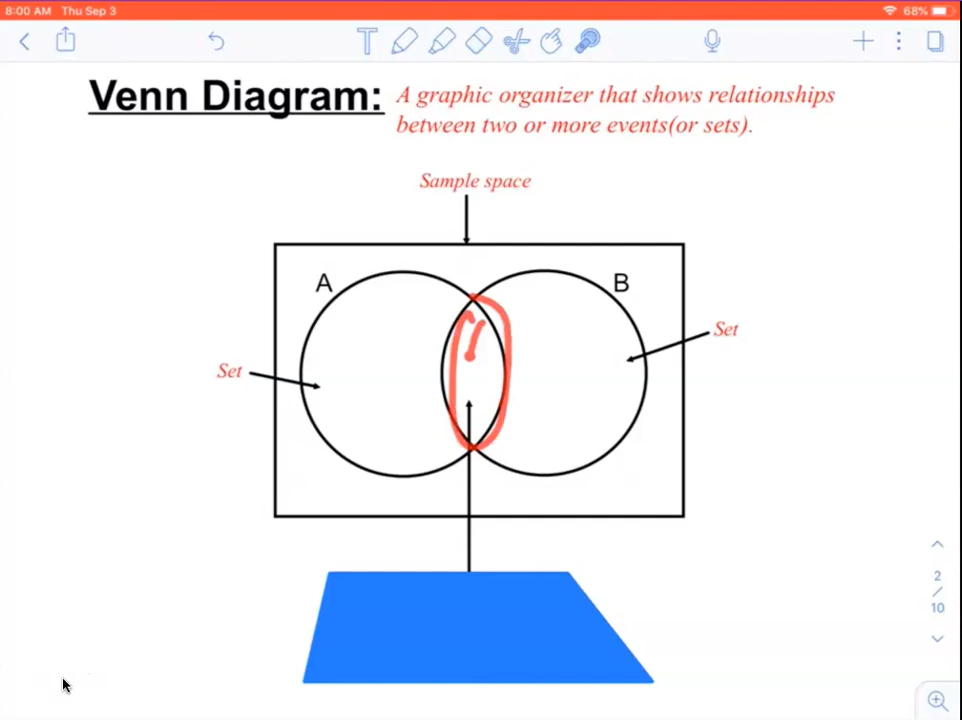 8:00 AM Thu Sep 3 68%
Venn Diagram: A graphic organizer that shows relationships
between two or more events(or sets).
Sample space
A B
Set
Set
2
/
10